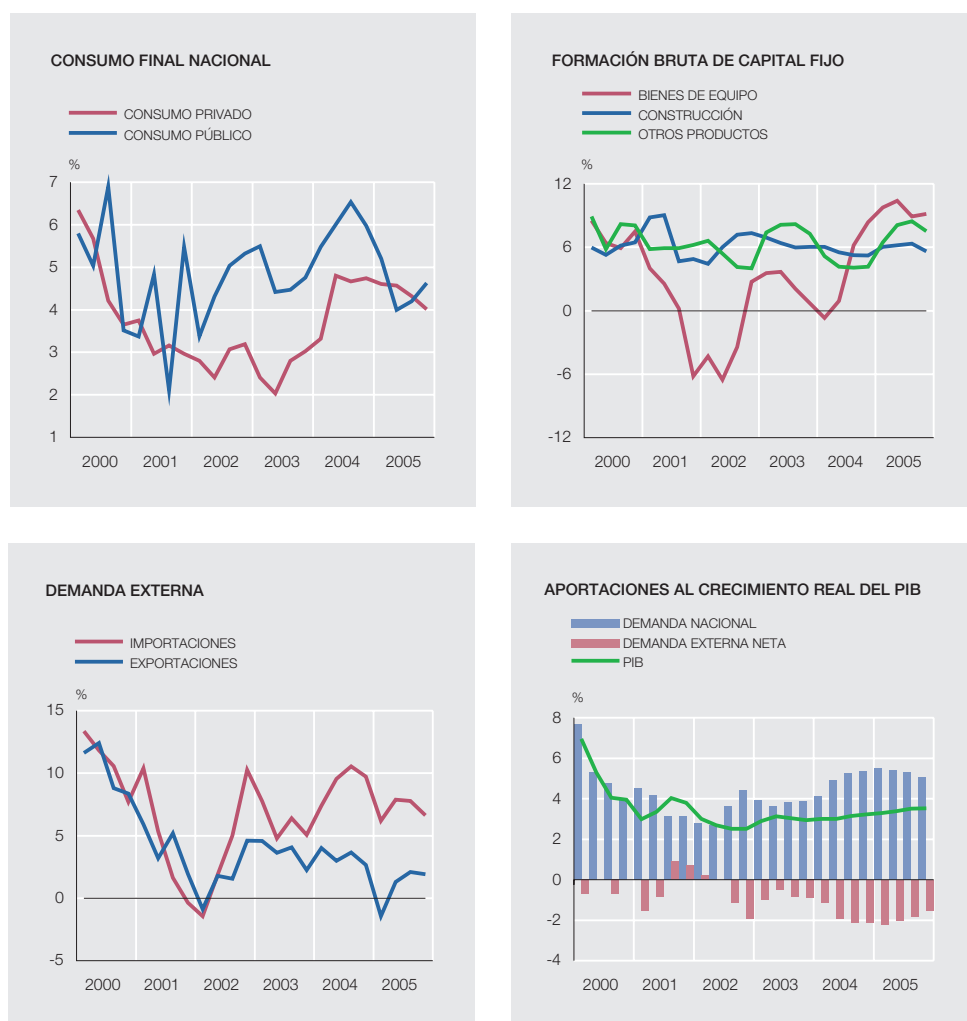 CONSUMO FINAL NACIONAL
CONSUMO PRIVADO
CONSUMO PÚBLICO
%
7
6
5
4
3
2
1
2000 2001 2002 2003 2004 2005
FORMACIÓN BRUTA DE CAPITAL FIJO
BIENES DE EQUIPO
CONSTRUCCIÓN
OTROS PRODUCTOS
%
12
6
0
-6
-12
2000 2001 2002 2003 2004 2005
DEMANDA EXTERNA
IMPORTACIONES
EXPORTACIONES
%
15
10
5
0
-5
2000 2001 2002 2003 2004 2005
APORTACIONES AL CRECIMIENTO REAL DEL PIB
DEMANDA NACIONAL
DEMANDA EXTERNA NETA
PIB
%
8
6
4
2
0
-2
-4
2000 2001 2002 2003 2004 2005